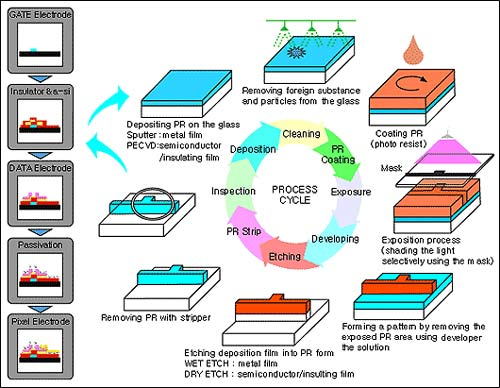 GATE Electrode
Insulator & a-si
DATA Electrode
Passivation
Pixel Electrode
Removing foreign substance
and particles from the glass
Depositing PR on the glass
Sputter : metal film
PECVD : semiconductor
/insulating film
Coating PR
(photo resist)
Mask
Exposition process
(shading the light
selectively using the mask)
Cleaning
PR
Coating
Exposure
Developing
Etching
PR Strip
Inspection
Deposition
PROCESS
CYCLE
Removing PR with stripper
Etching deposition film into PR form
WET ETCH : metal film
DRY ETCH : semiconductor/insulting film
Forming a pattern by removing the
exposed PR area using developer
the solution